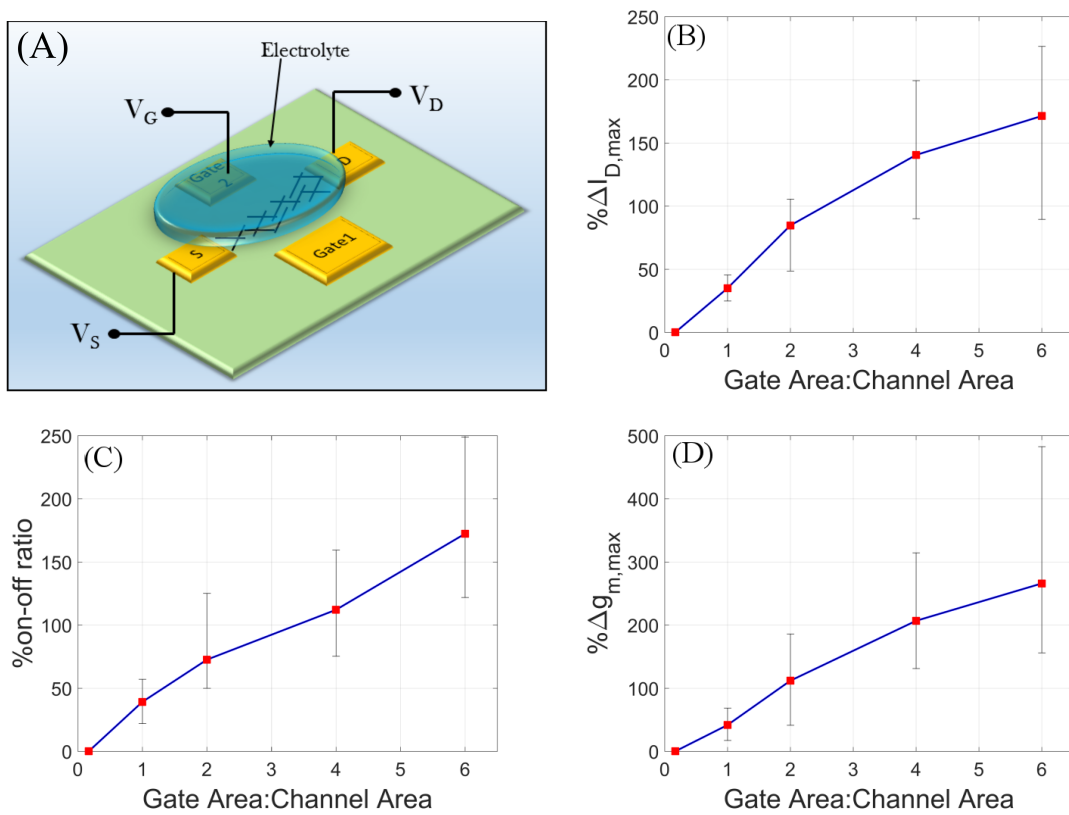 (A)
Electrolyte
V_G
V_D
Gate
2
D
S
Gate1
V_S
(B)
250
200
150
100
50
0
%ΔI_D,max
0 1 2 3 4 5 6
Gate Area:Channel Area
(C)
250
200
150
100
50
0
%on-off ratio
0 1 2 3 4 5 6
Gate Area:Channel Area
(D)
500
400
300
200
100
0
%Δg_m,max
0 1 2 3 4 5 6
Gate Area:Channel Area